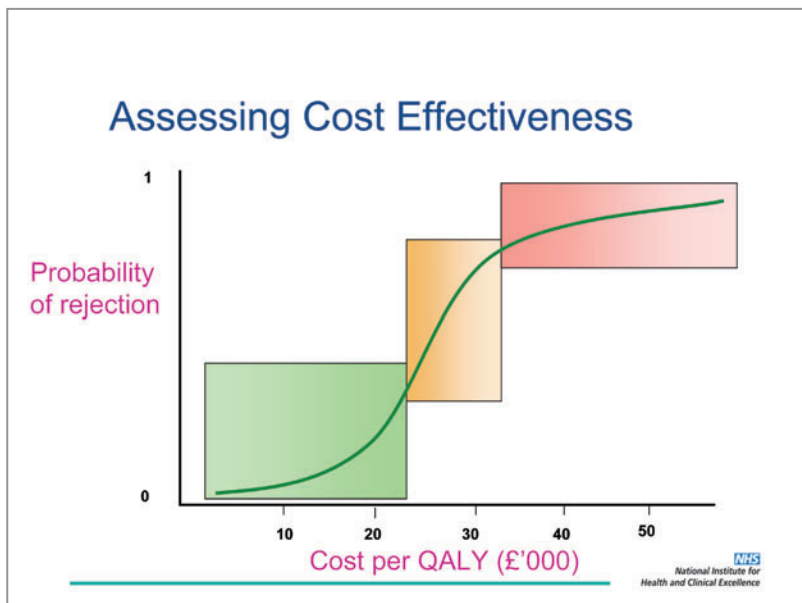 Assessing Cost Effectiveness
1
Probability
of rejection
0
10 20 30 40 50
Cost per QALY (£'000)
NHS
National Institute for
Health and Clinical Excellence